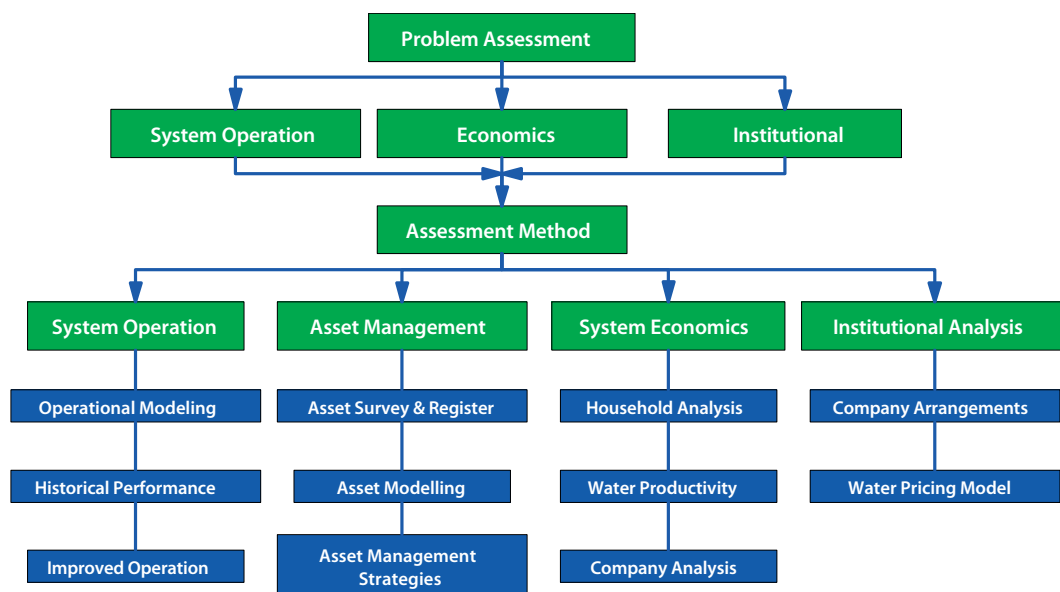 Problem Assessment
System Operation
Economics
Institutional
Assessment Method
System Operation
Asset Management
System Economics
Institutional Analysis
Operational Modeling
Asset Survey & Register
Household Analysis
Company Arrangements
Historical Performance
Asset Modelling
Water Productivity
Water Pricing Model
Improved Operation
Asset Management
Strategies
Company Analysis